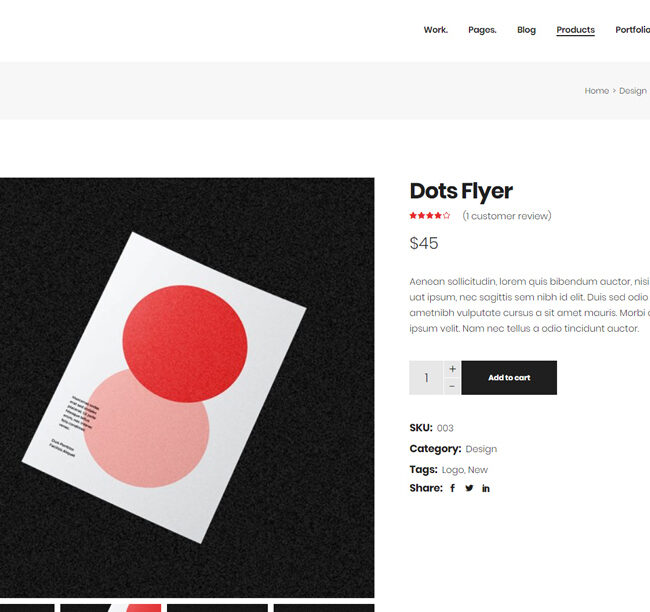 Work. Pages. Blog Products Portfolio
Home > Design
Dots Flyer
(1 customer review)
$45
Aenean sollicitudin, lorem quis bibendum auctor, nisi
uat ipsum, nec sagittis sem nibh id elit. Duis sed odio
ametnibh vulputate cursus a sit amet mauris. Morbi
ipsum velit. Nam nec tellus a odio tincidunt auctor.
1 + −
Add to cart
SKU: 003
Category: Design
Tags: Logo, New
Share: f in